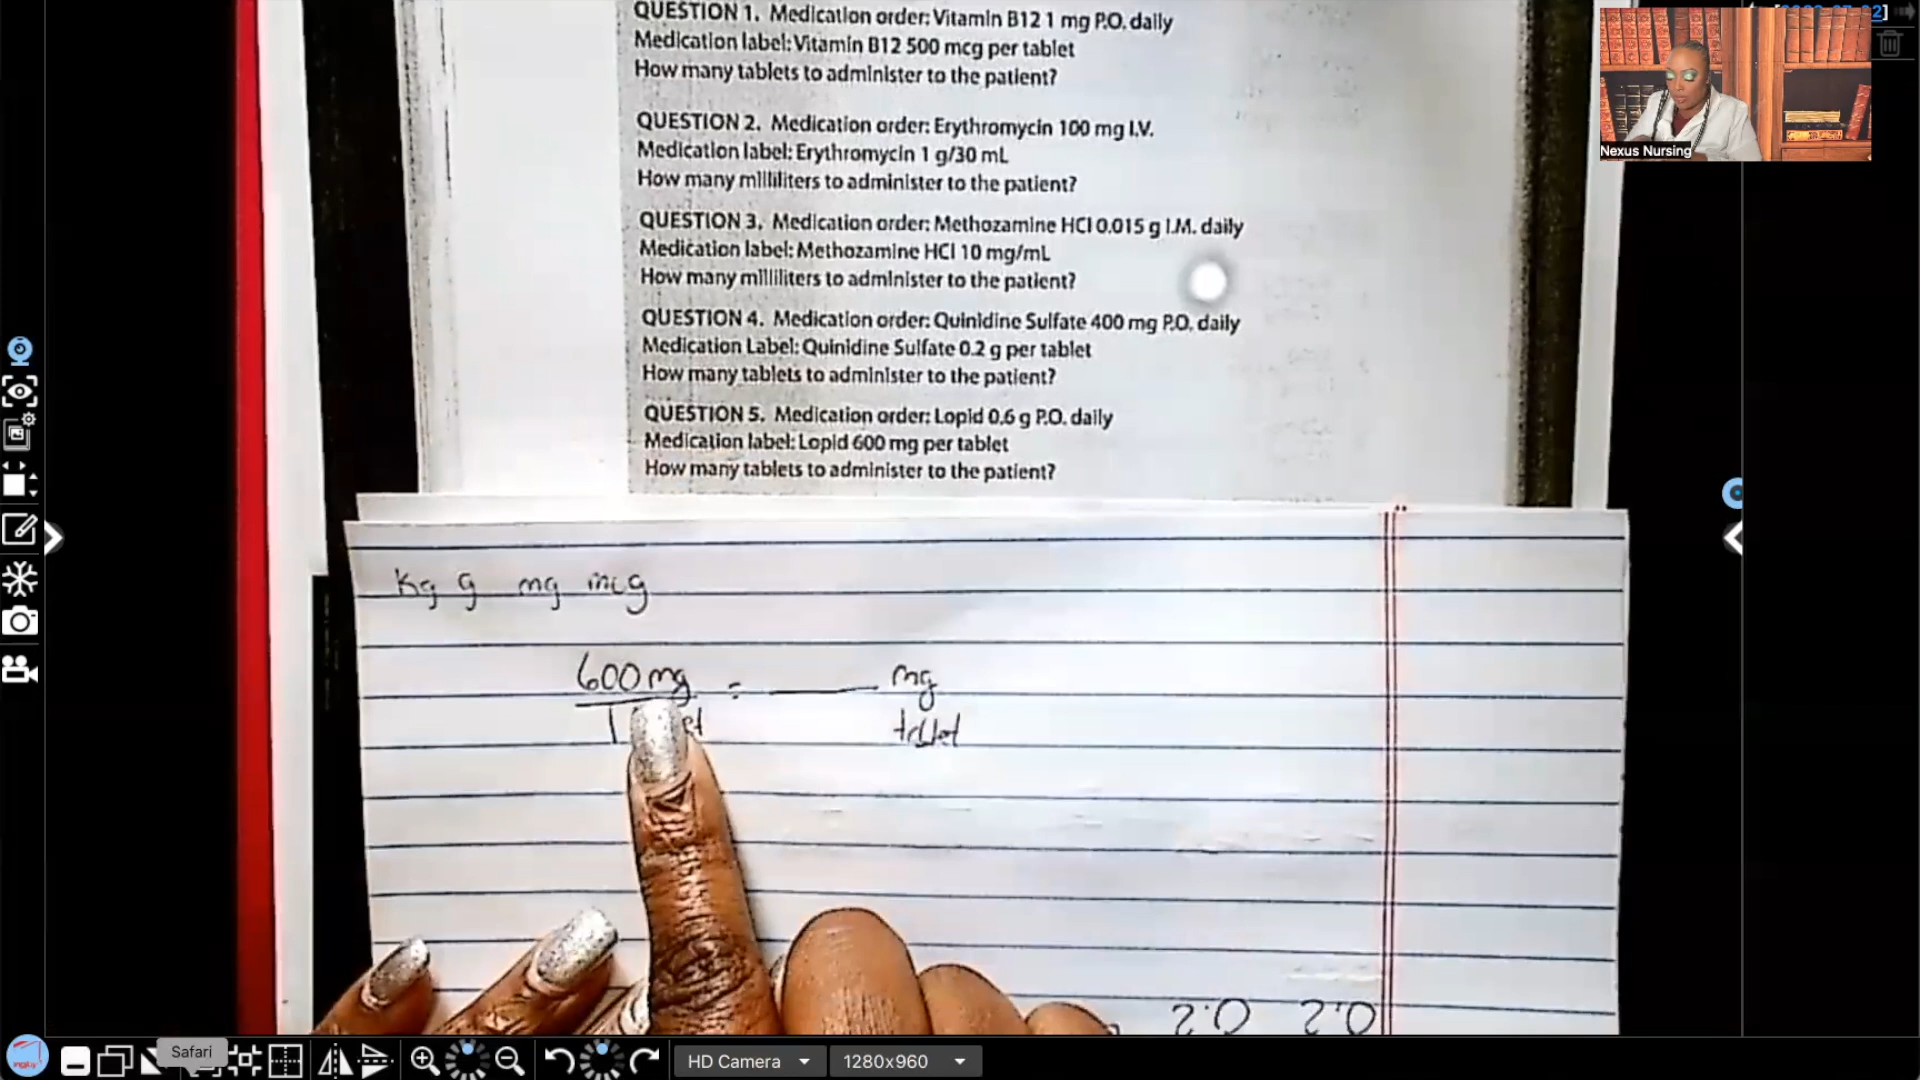 QUESTION 1. Medication order: Vitamin B12 1 mg P.O. daily
Medication label: Vitamin B12 500 mcg per tablet
How many tablets to administer to the patient?
QUESTION 2. Medication order: Erythromycin 100 mg I.V.
Medication label: Erythromycin 1 g/30 mL
How many milliliters to administer to the patient?
QUESTION 3. Medication order: Methozamine HCl 0.015 g I.M. daily
Medication label: Methozamine HCl 10 mg/mL
How many milliliters to administer to the patient?
QUESTION 4. Medication order: Quinidine Sulfate 400 mg P.O. daily
Medication Label: Quinidine Sulfate 0.2 g per tablet
How many tablets to administer to the patient?
QUESTION 5. Medication order: Lopid 0.6 g P.O. daily
Medication label: Lopid 600 mg per tablet
How many tablets to administer to the patient?
Nexus Nursing
Kg g mg mcg
600mg = mg
1 tablet
2.0 2.0
Safari
HD Camera 1280x960